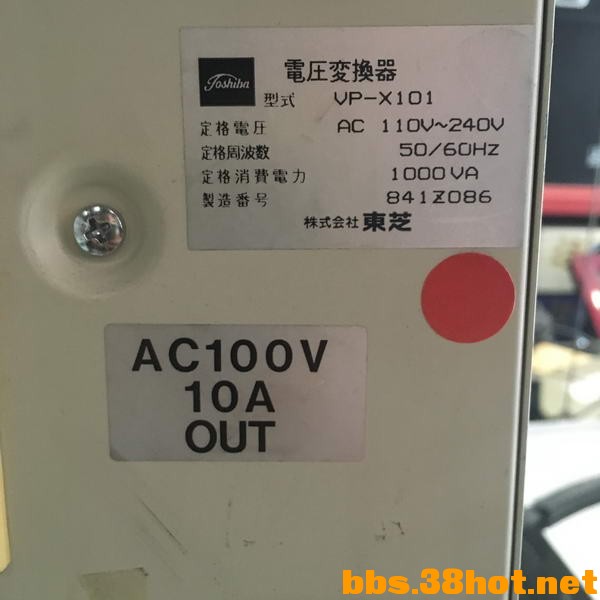 Toshiba
電圧変換器
型式 VP-X101
定格電圧 AC 110V~240V
定格周波数 50/60Hz
定格消費電力 1000VA
製造番号 841Z086
株式会社 東芝
AC100V
10A
OUT
bbs.38hot.net